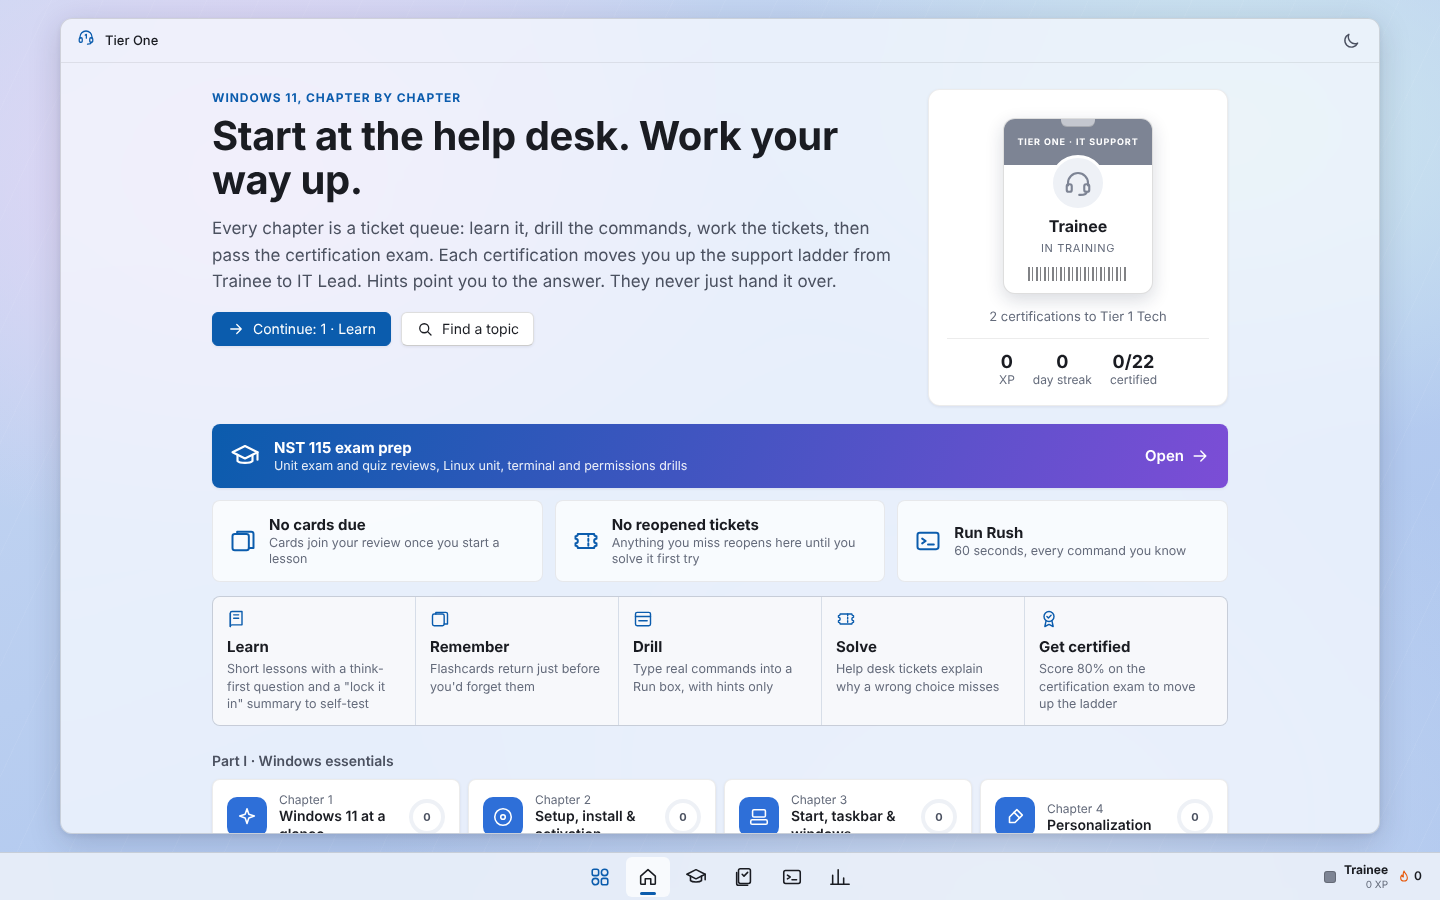 Tier One
WINDOWS 11, CHAPTER BY CHAPTER
Start at the help desk. Work your
way up.
Every chapter is a ticket queue: learn it, drill the commands, work the tickets, then
pass the certification exam. Each certification moves you up the support ladder from
Trainee to IT Lead. Hints point you to the answer. They never just hand it over.
Continue: 1 · Learn
Find a topic
TIER ONE · IT SUPPORT
Trainee
IN TRAINING
2 certifications to Tier 1 Tech
0
XP
0
day streak
0/22
certified
NST 115 exam prep
Unit exam and quiz reviews, Linux unit, terminal and permissions drills
Open
No cards due
Cards join your review once you start a
lesson
No reopened tickets
Anything you miss reopens here until you
solve it first try
Run Rush
60 seconds, every command you know
Learn
Short lessons with a think-
first question and a "lock it
in" summary to self-test
Remember
Flashcards return just before
you'd forget them
Drill
Type real commands into a
Run box, with hints only
Solve
Help desk tickets explain
why a wrong choice misses
Get certified
Score 80% on the
certification exam to move
up the ladder
Part I · Windows essentials
Chapter 1
Windows 11 at a
glance
0
Chapter 2
Setup, install &
activation
0
Chapter 3
Start, taskbar &
windows
0
Chapter 4
Personalization
0
Trainee
0 XP
0